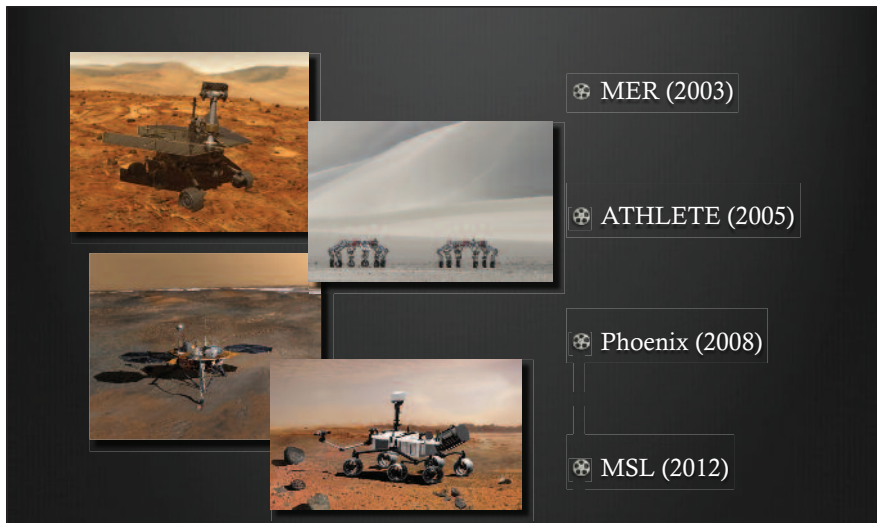 MER (2003)
ATHLETE (2005)
Phoenix (2008)
MSL (2012)